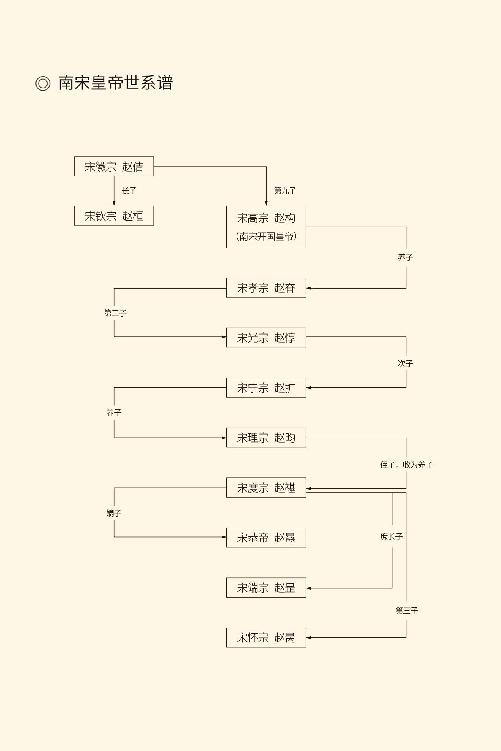 ◎ 南宋皇帝世系谱
宋徽宗 赵佶
长子
第九子
宋钦宗 赵桓
宋高宗 赵构
（南宋开国皇帝）
养子
宋孝宗 赵昚
第三子
宋光宗 赵惇
次子
宋宁宗 赵扩
养子
宋理宗 赵昀
侄子，收为养子
宋度宗 赵禥
嫡子
庶长子
宋恭帝 赵㬎
宋端宗 赵昰
第三子
宋怀宗 赵昺